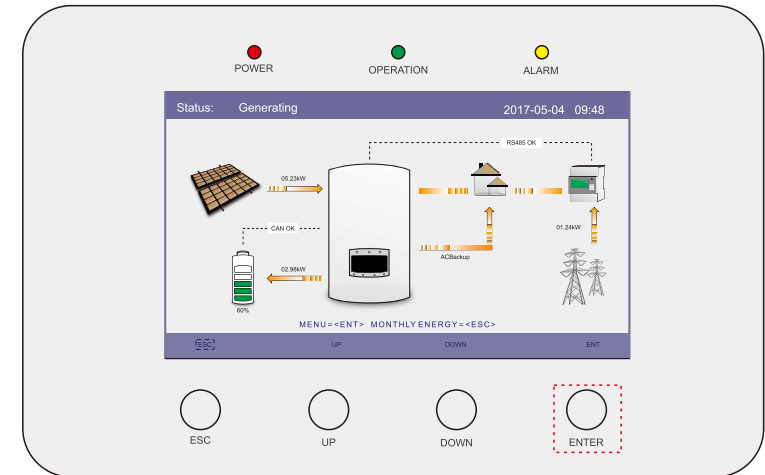 POWER OPERATION ALARM
Status: Generating 2017-05-04 09:48
RS485 OK
05.23kW
CAN OK
01.24kW
ACBackup
02.98kW
60%
MENU=<ENT> MONTHLY ENERGY=<ESC>
ESC UP DOWN ENT
ESC UP DOWN ENTER